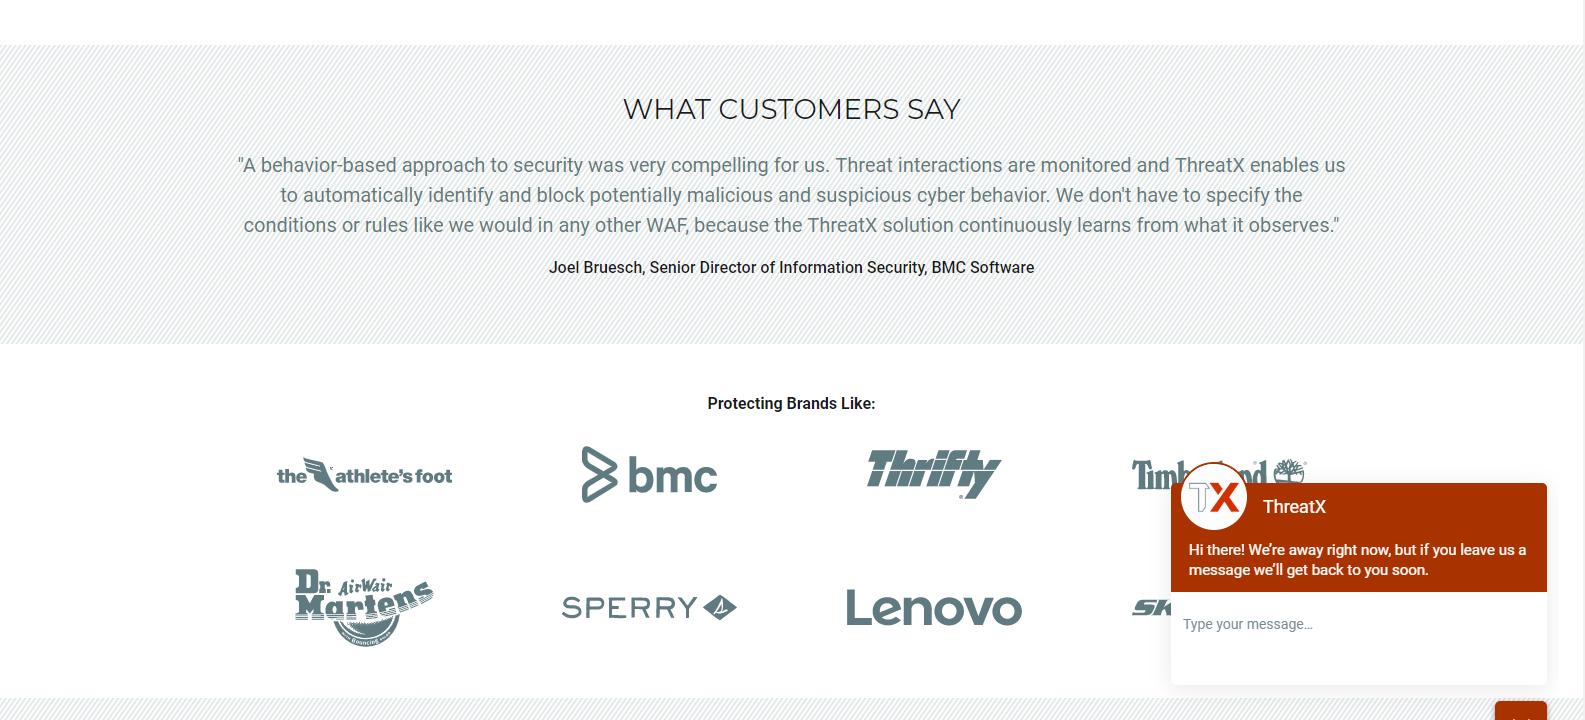 WHAT CUSTOMERS SAY
"A behavior-based approach to security was very compelling for us. Threat interactions are monitored and ThreatX enables us
to automatically identify and block potentially malicious and suspicious cyber behavior. We don't have to specify the
conditions or rules like we would in any other WAF, because the ThreatX solution continuously learns from what it observes."
Joel Bruesch, Senior Director of Information Security, BMC Software
Protecting Brands Like:
the athlete's foot
bmc
Thrifty
Dr. Martens AirWair
SPERRY
Lenovo
SK
TX
ThreatX
Hi there! We’re away right now, but if you leave us a
message we’ll get back to you soon.
Type your message...